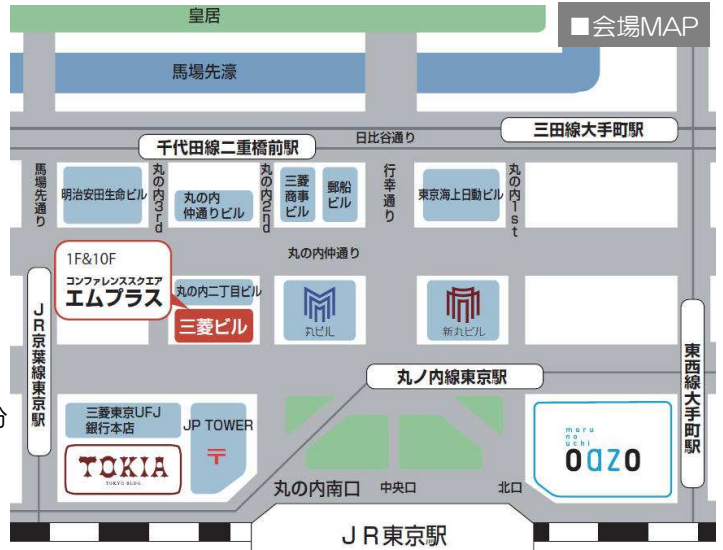 皇居
■会場MAP
馬場先濠
日比谷通り
三田線大手町駅
千代田線二重橋前駅
馬場先通り
明治安田生命ビル
丸の内3rd
丸の内
仲通りビル
丸の内2nd
三菱
商事
ビル
郵船
ビル
行幸通り
東京海上日動ビル
丸の内1st
丸の内仲通り
1F&10F
コンファレンススクエア
エムプラス
丸の内二丁目ビル
三菱ビル
丸ビル
新丸ビル
JR京葉線東京駅
丸ノ内線東京駅
東西線大手町駅
分
三菱東京UFJ
銀行本店
JP TOWER
〒
TOKIA
TOKYO BLDG.
maru
no
uchi
oazo
丸の内南口
中央口
北口
JR東京駅